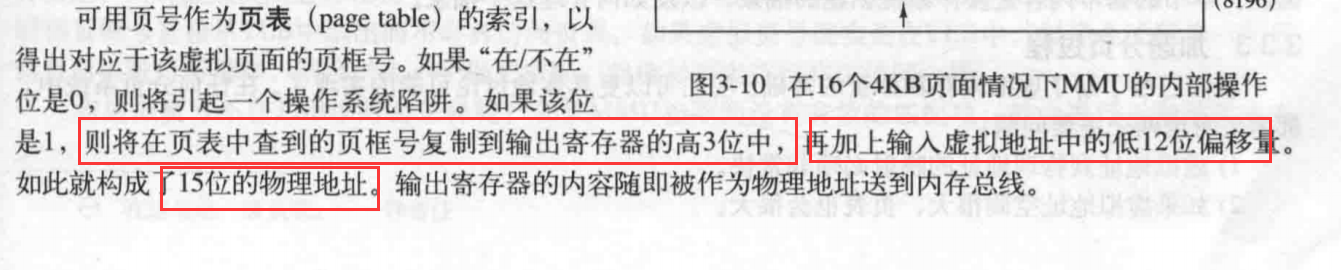 (8196)
可用页号作为页表（page table）的索引，以
得出对应于该虚拟页面的页框号。如果“在/不在”
位是0，则将引起一个操作系统陷阱。如果该位
图3-10 在16个4KB页面情况下MMU的内部操作
是1，则将在页表中查到的页框号复制到输出寄存器的高3位中，再加上输入虚拟地址中的低12位偏移量。
如此就构成了15位的物理地址。输出寄存器的内容随即被作为物理地址送到内存总线。